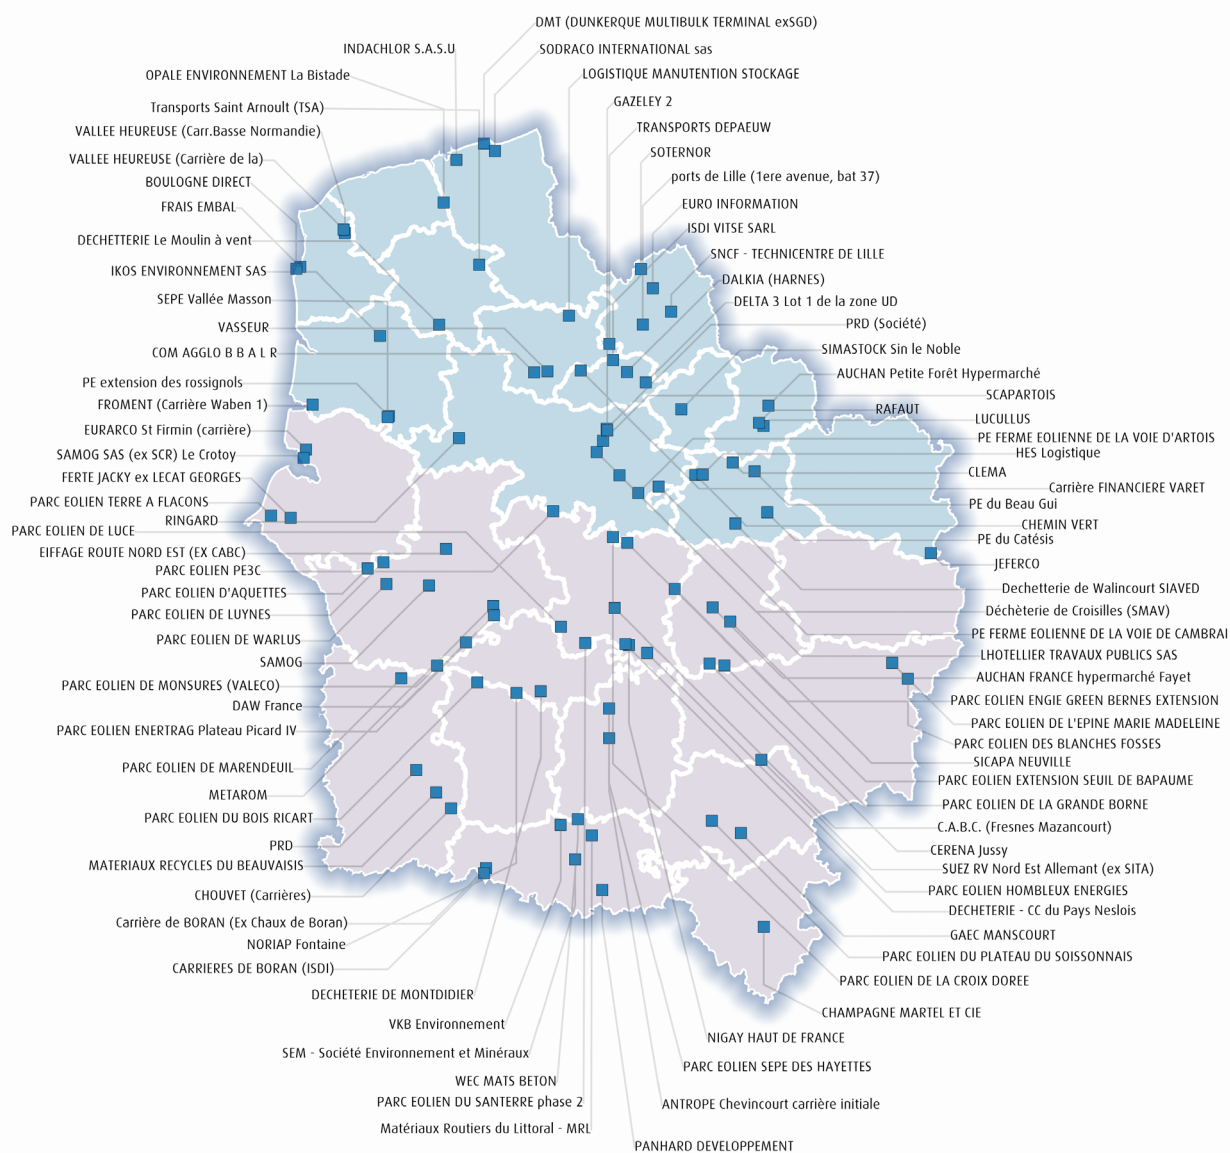 DMT (DUNKERQUE MULTIBULK TERMINAL exSGD)
INDACHLOR S.A.S.U
SODRACO INTERNATIONAL sas
OPALE ENVIRONNEMENT La Bistade
LOGISTIQUE MANUTENTION STOCKAGE
Transports Saint Arnoult (TSA)
GAZELEY 2
VALLEE HEUREUSE (Carr.Basse Normandie)
TRANSPORTS DEPAEUW
VALLEE HEUREUSE (Carrière de la)
SOTERNOR
BOULOGNE DIRECT
ports de Lille (1ere avenue, bat 37)
FRAIS EMBAL
EURO INFORMATION
ISDI VITSE SARL
DECHETTERIE Le Moulin à vent
SNCF - TECHNICENTRE DE LILLE
IKOS ENVIRONNEMENT SAS
DALKIA (HARNES)
SEPE Vallée Masson
DELTA 3 Lot 1 de la zone UD
VASSEUR
PRD (Société)
COM AGGLO B B A L R
SIMASTOCK Sin le Noble
PE extension des rossignols
AUCHAN Petite Forêt Hypermarché
FROMENT (Carrière Waben 1)
SCAPARTOIS
RAFAUT
LUCULLUS
EURARCO St Firmin (carrière)
PE FERME EOLIENNE DE LA VOIE D'ARTOIS
SAMOG SAS (ex SCR) Le Crotoy
HES Logistique
FERTE JACKY ex LECAT GEORGES
CLEMA
Carrière FINANCIERE VARET
PARC EOLIEN TERRE A FLACONS
PE du Beau Gui
RINGARD
CHEMIN VERT
PARC EOLIEN DE LUCE
PE du Catésis
EIFFAGE ROUTE NORD EST (EX CABC)
JEFERCO
PARC EOLIEN PE3C
PARC EOLIEN D'AQUETTES
Dechetterie de Walincourt SIAVED
PARC EOLIEN DE LUYNES
Déchèterie de Croisilles (SMAV)
PARC EOLIEN DE WARLUS
PE FERME EOLIENNE DE LA VOIE DE CAMBRAI
SAMOG
LHOTELLIER TRAVAUX PUBLICS SAS
PARC EOLIEN DE MONSURES (VALECO)
AUCHAN FRANCE hypermarché Fayet
DAW France
PARC EOLIEN ENGIE GREEN BERNES EXTENSION
PARC EOLIEN ENERTRAG Plateau Picard IV
PARC EOLIEN DE L'EPINE MARIE MADELEINE
PARC EOLIEN DES BLANCHES FOSSES
PARC EOLIEN DE MARENDEUIL
SICAPA NEUVILLE
METAROM
PARC EOLIEN EXTENSION SEUIL DE BAPAUME
PARC EOLIEN DU BOIS RICART
PARC EOLIEN DE LA GRANDE BORNE
C.A.B.C. (Fresnes Mazancourt)
PRD
CERENA Jussy
MATERIAUX RECYCLES DU BEAUVAISIS
SUEZ RV Nord Est Allemant (ex SITA)
CHOUVET (Carrières)
PARC EOLIEN HOMBLEUX ENERGIES
Carrière de BORAN (Ex Chaux de Boran)
DECHETERIE - CC du Pays Neslois
NORIAP Fontaine
GAEC MANSCOURT
CARRIERES DE BORAN (ISDI)
PARC EOLIEN DU PLATEAU DU SOISSONNAIS
DECHETERIE DE MONTDIDIER
PARC EOLIEN DE LA CROIX DOREE
VKB Environnement
CHAMPAGNE MARTEL ET CIE
SEM - Société Environnement et Minéraux
NIGAY HAUT DE FRANCE
WEC MATS BETON
PARC EOLIEN SEPE DES HAYETTES
PARC EOLIEN DU SANTERRE phase 2
ANTROPE Chevincourt carrière initiale
Matériaux Routiers du Littoral - MRL
PANHARD DEVELOPPEMENT